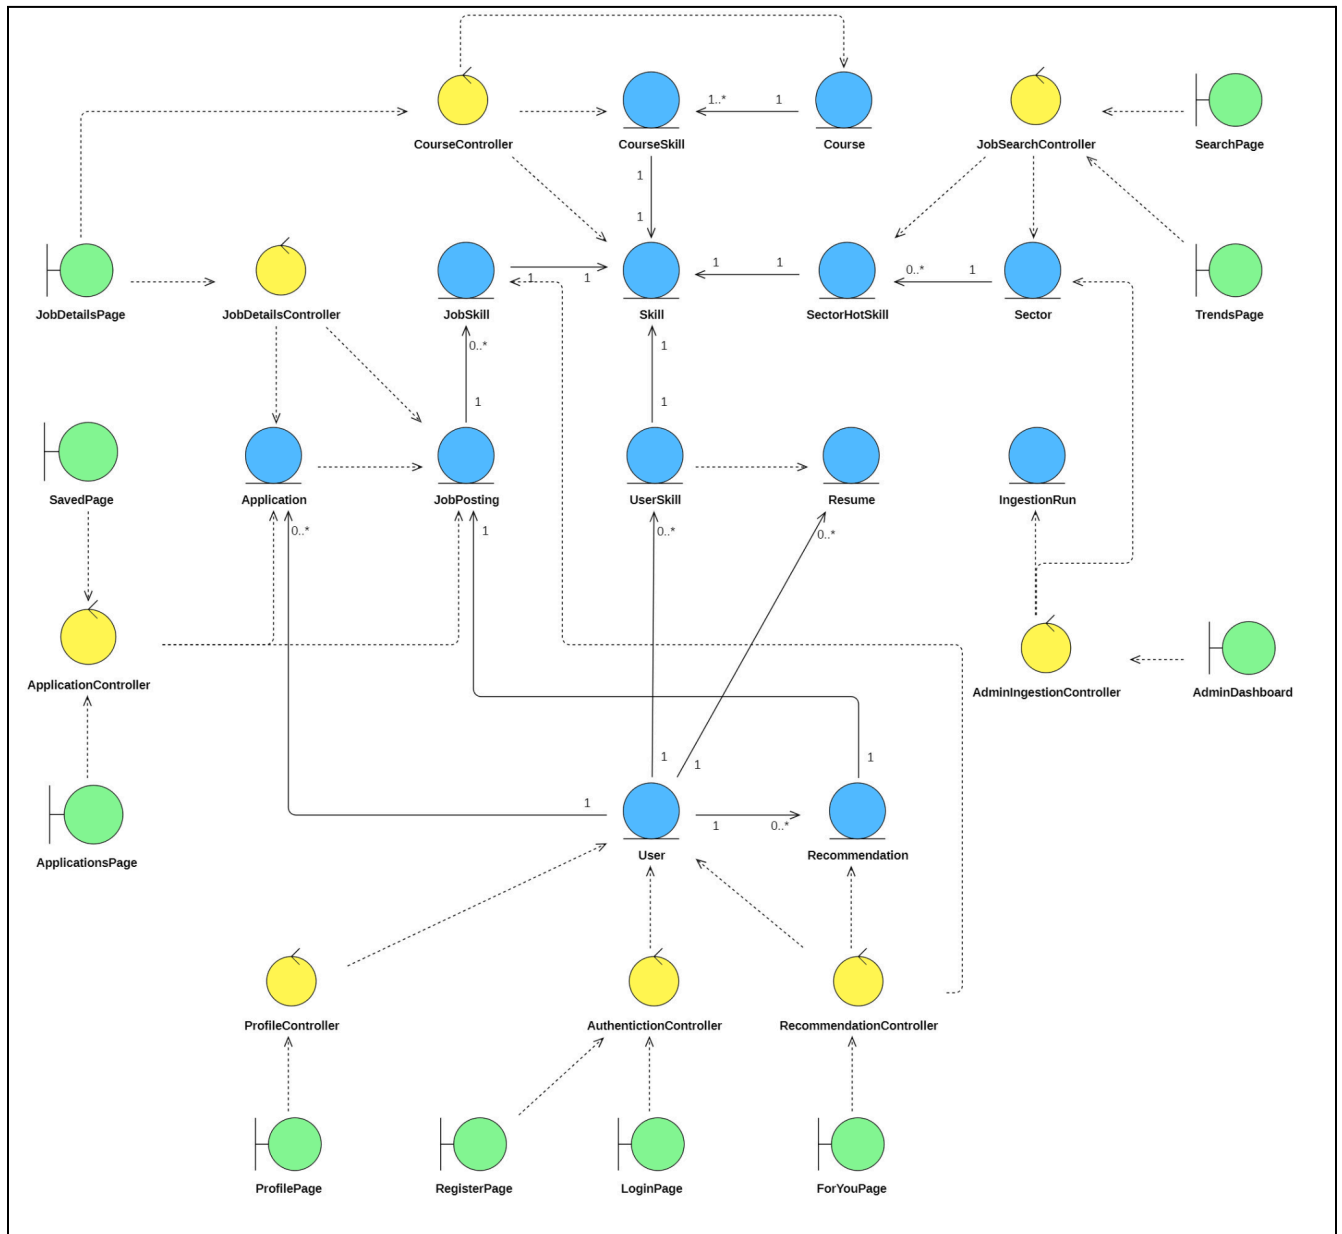 1..* 1
CourseController CourseSkill Course JobSearchController SearchPage
1
1
1 1 1 1 0..* 1
JobDetailsPage JobDetailsController JobSkill Skill SectorHotSkill Sector TrendsPage
0..* 1
1 1
SavedPage Application JobPosting UserSkill Resume IngestionRun
0..* 1 0..* 0..*
ApplicationController AdminIngestionController AdminDashboard
1 1 1
1
1 0..*
ApplicationsPage User Recommendation
ProfileController AuthentictionController RecommendationController
ProfilePage RegisterPage LoginPage ForYouPage